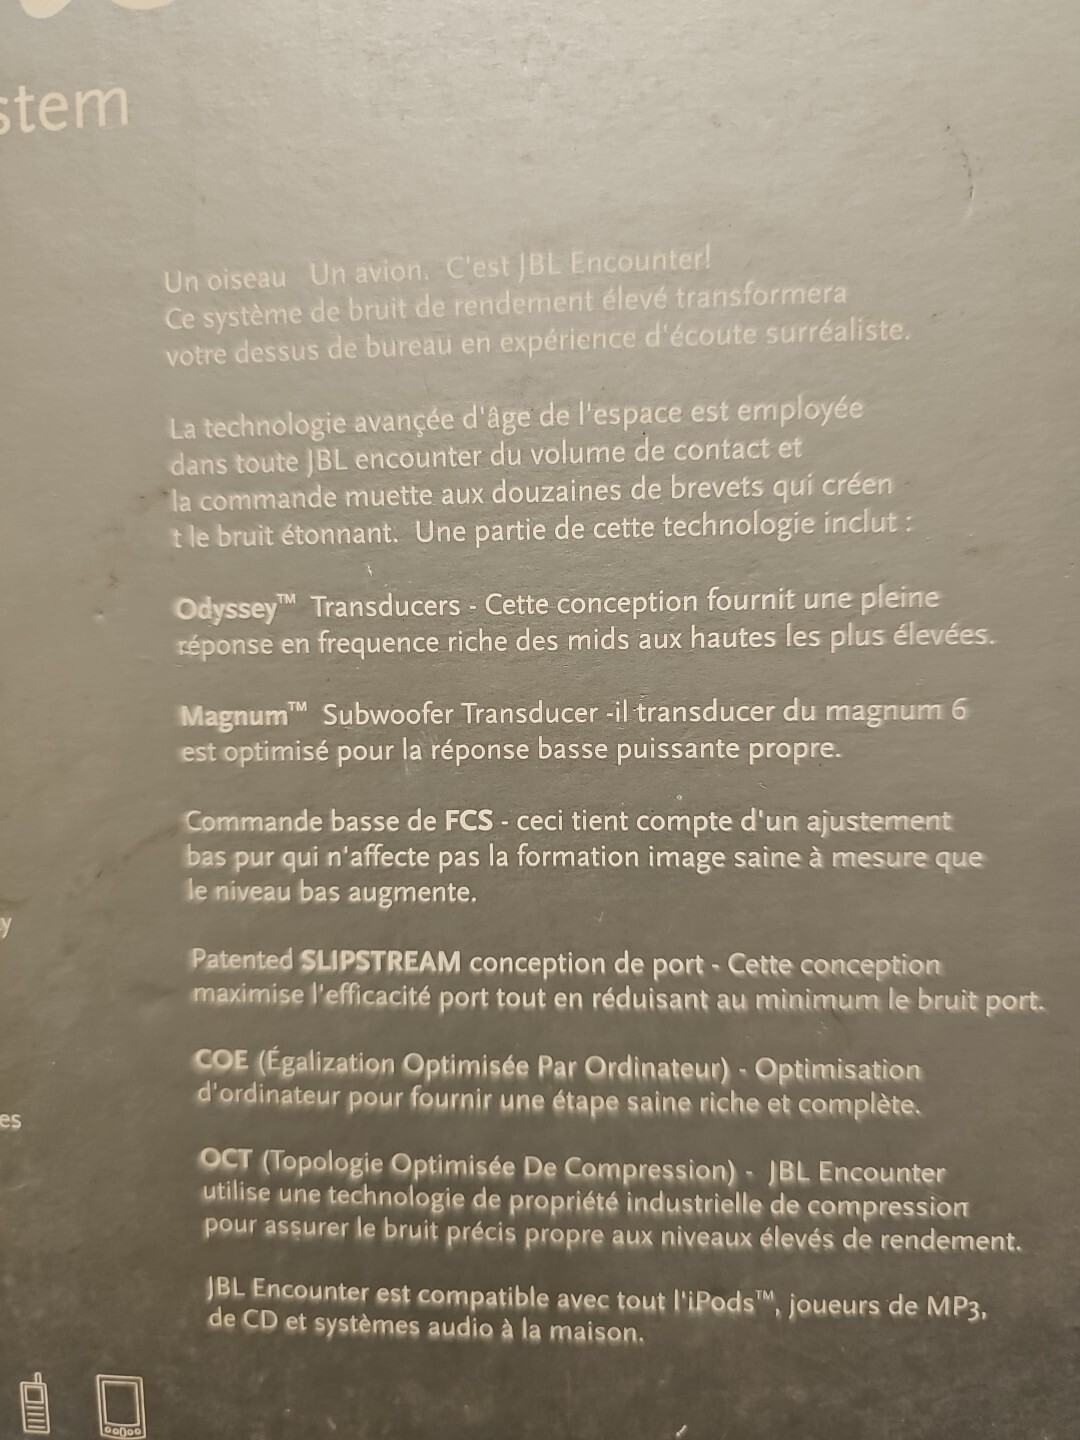 stem
Un oiseau Un avion. C'est JBL Encounter!
Ce système de bruit de rendement élevé transformera
votre dessus de bureau en expérience d'écoute surréaliste.
La technologie avançée d'âge de l'espace est employée
dans toute JBL encounter du volume de contact et
la commande muette aux douzaines de brevets qui créen
t le bruit étonnant. Une partie de cette technologie inclut :
Odyssey™ Transducers - Cette conception fournit une pleine
réponse en frequence riche des mids aux hautes les plus élevées.
Magnum™ Subwoofer Transducer -il transducer du magnum 6
est optimisé pour la réponse basse puissante propre.
Commande basse de FCS - ceci tient compte d'un ajustement
bas pur qui n'affecte pas la formation image saine à mesure que
le niveau bas augmente.
y
Patented SLIPSTREAM conception de port - Cette conception
maximise l'efficacité port tout en réduisant au minimum le bruit port.
COE (Égalization Optimisée Par Ordinateur) - Optimisation
d'ordinateur pour fournir une étape saine riche et complète.
es
OCT (Topologie Optimisée De Compression) - JBL Encounter
utilise une technologie de propriété industrielle de compression
pour assurer le bruit précis propre aux niveaux élevés de rendement.
JBL Encounter est compatible avec tout l'iPods™, joueurs de MP3,
de CD et systèmes audio à la maison.